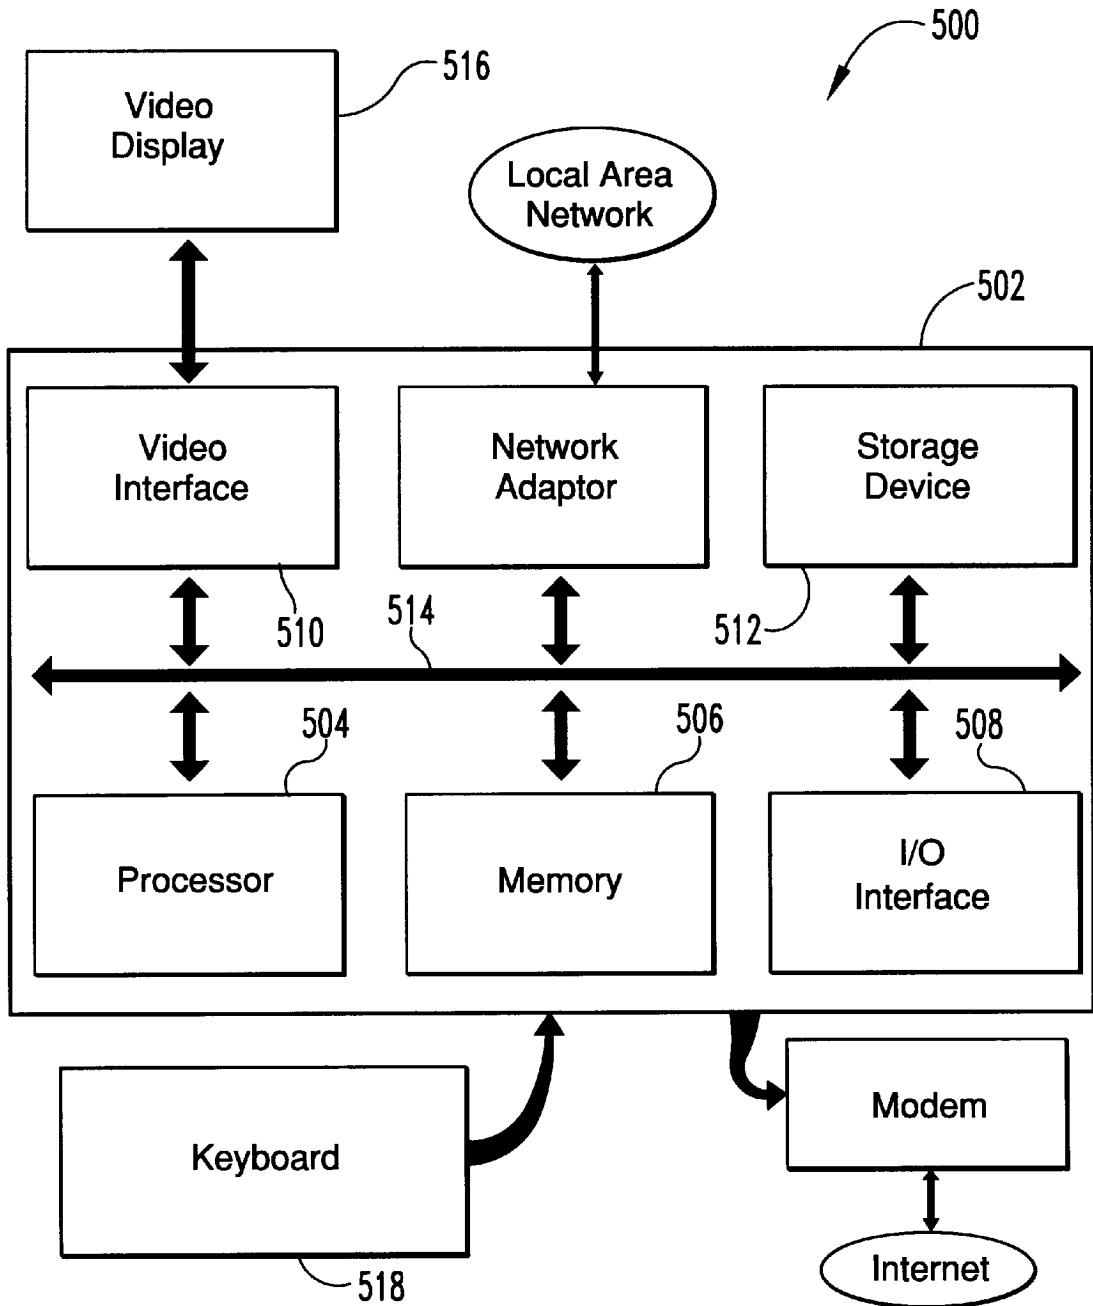 500
516
Video
Display
Local Area
Network
502
Video
Interface
Network
Adaptor
Storage
Device
510
514
512
504
506
508
Processor
Memory
I/O
Interface
Keyboard
Modem
518
Internet